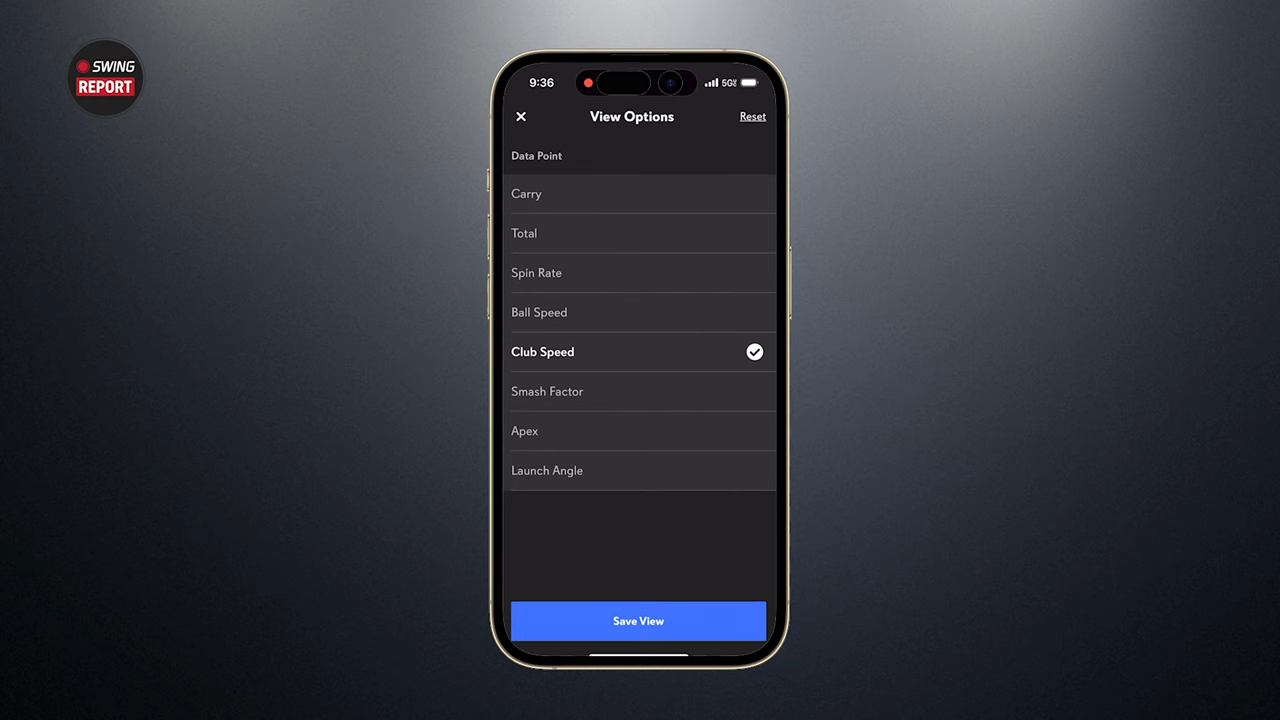 SWING
REPORT
9:36
5G
View Options
Reset
Data Point
Carry
Total
Spin Rate
Ball Speed
Club Speed
Smash Factor
Apex
Launch Angle
Save View